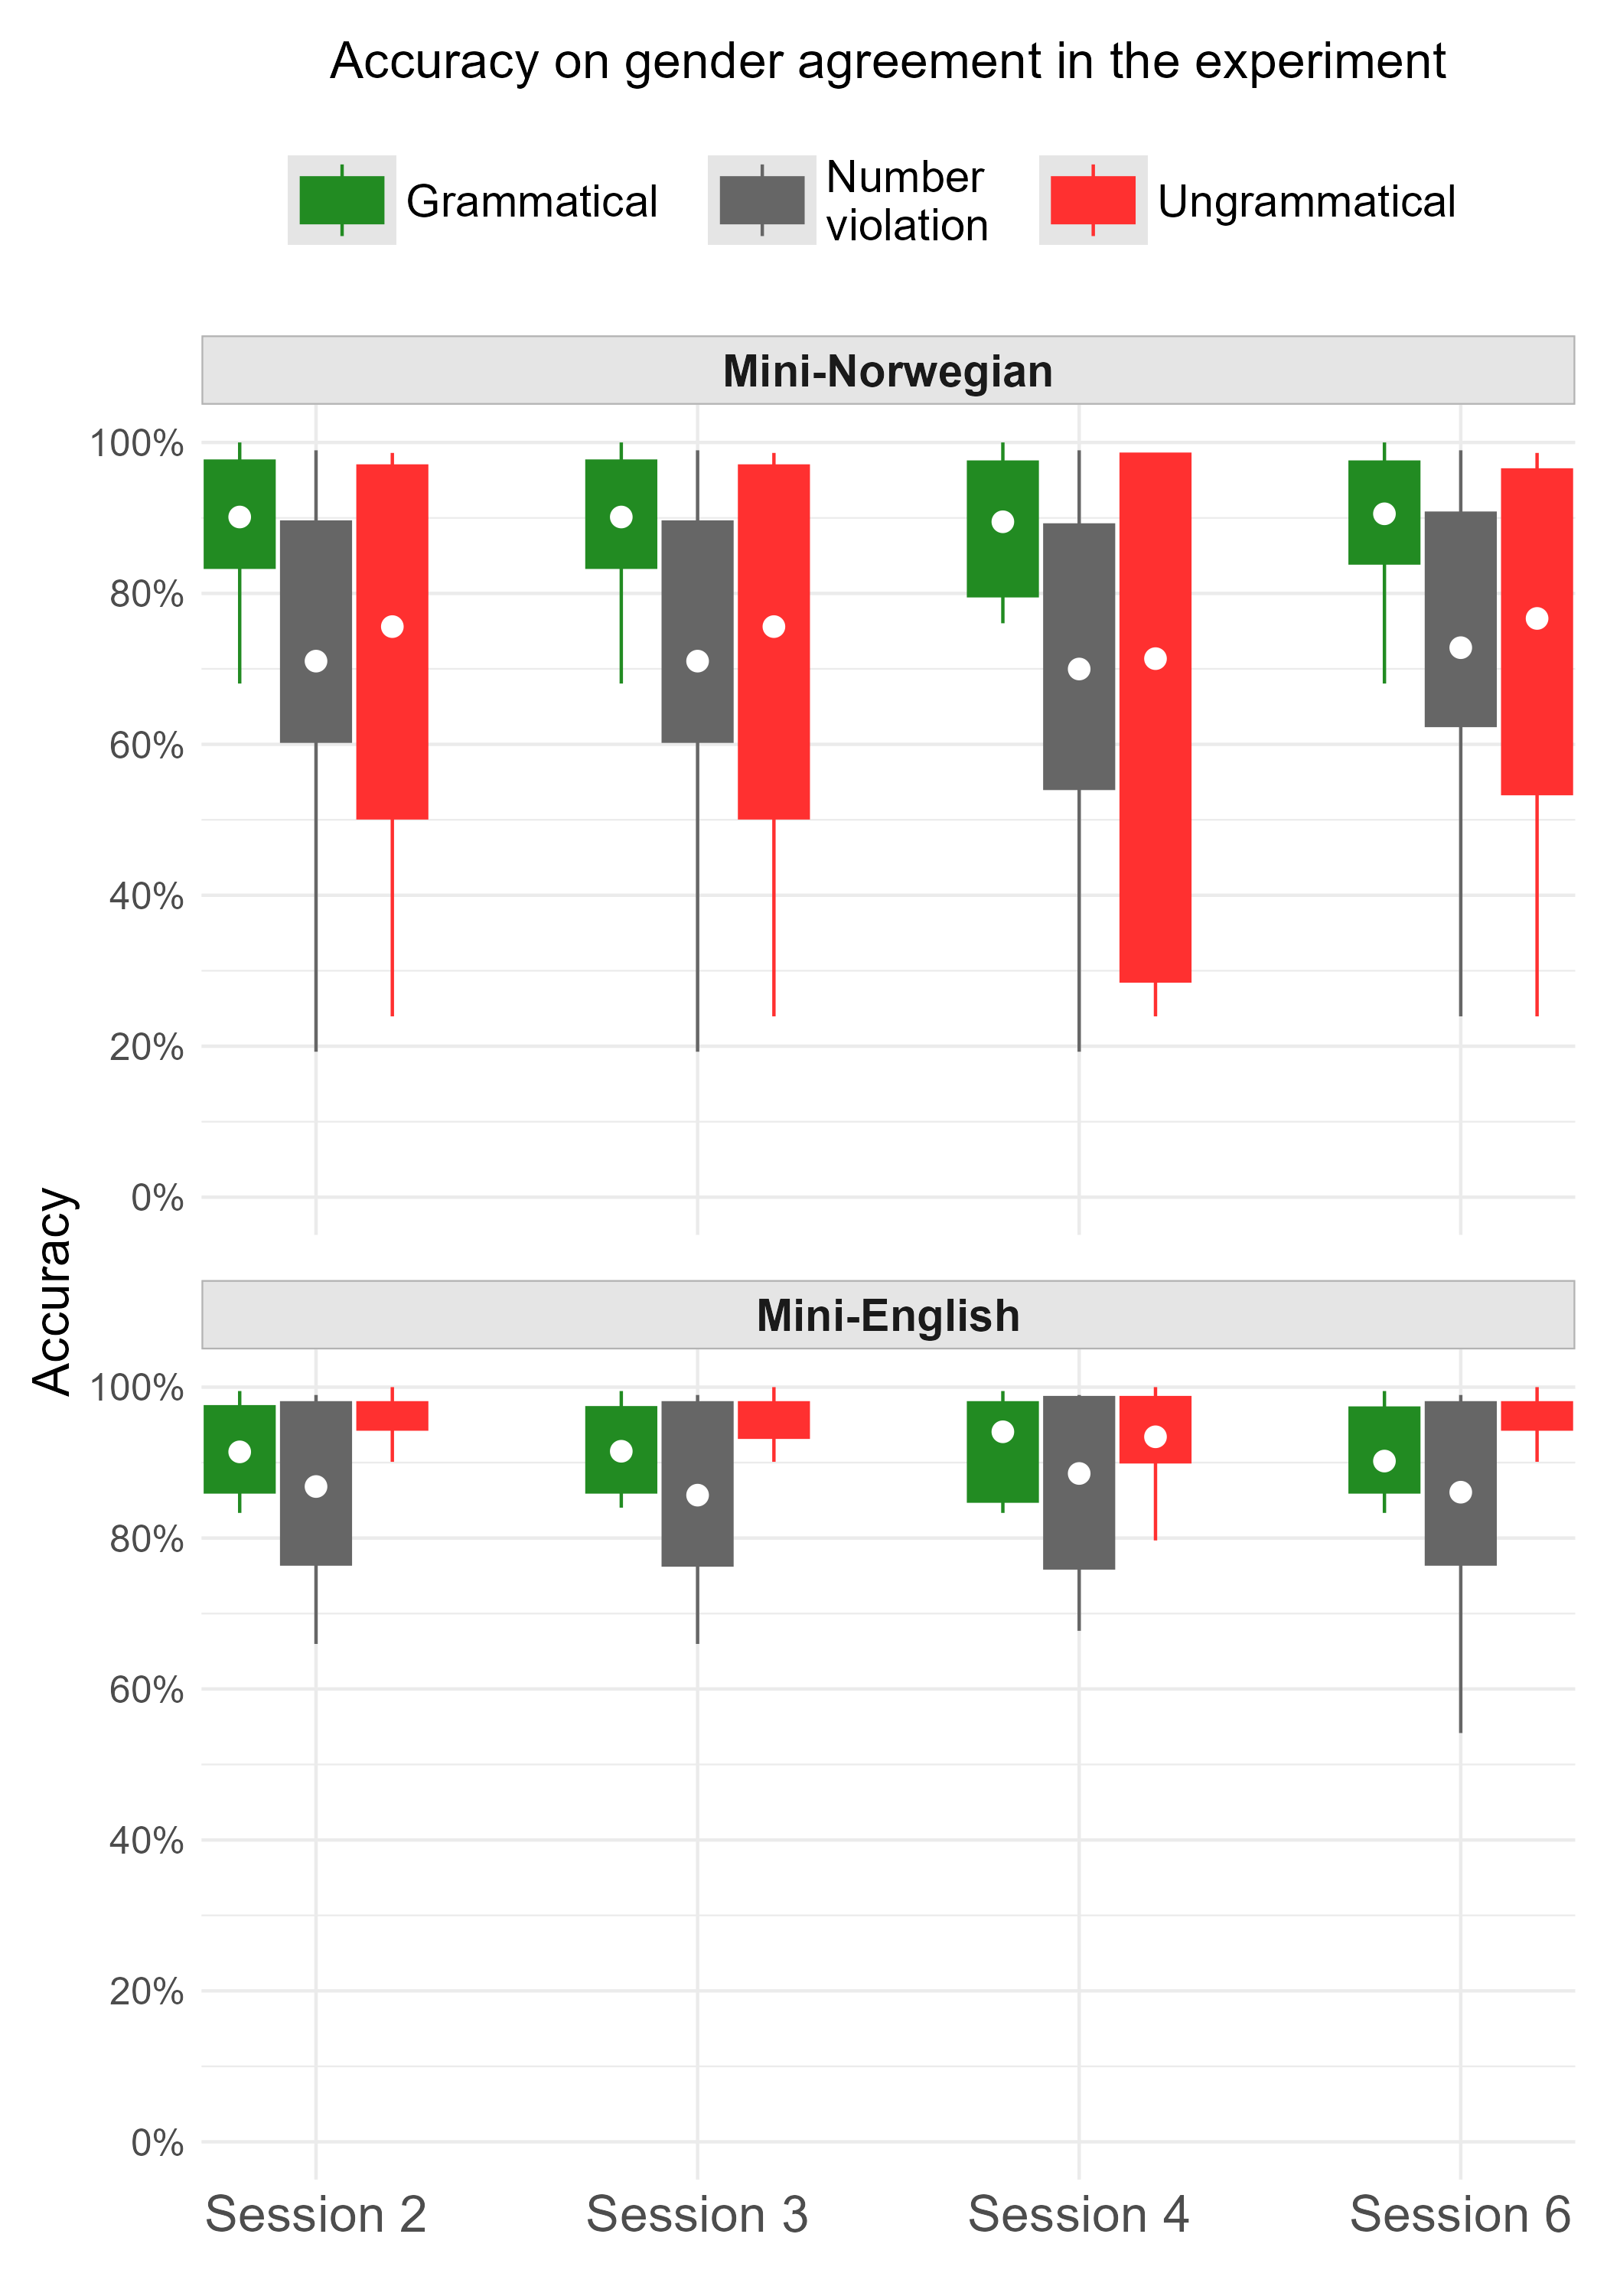 Accuracy on gender agreement in the experiment
Grammatical
Number
violation
Ungrammatical
Mini-Norwegian
100%
80%
60%
40%
20%
0%
Accuracy
Mini-English
100%
80%
60%
40%
20%
0%
Session 2
Session 3
Session 4
Session 6